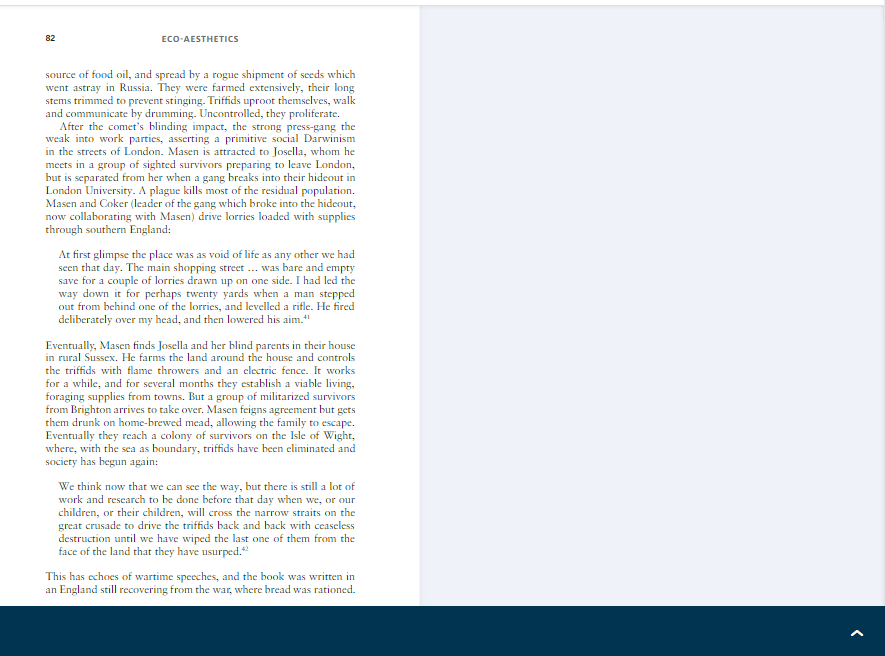 82
ECO-AESTHETICS
source of food oil, and spread by a rogue shipment of seeds which
went astray in Russia. They were farmed extensively, their long
stems trimmed to prevent stinging. Triffids uproot themselves, walk
and communicate by drumming. Uncontrolled, they proliferate.
After the comet's blinding impact, the strong press-gang the
weak into work parties, asserting a primitive social Darwinism
in the streets of London. Masen is attracted to Josella, whom he
meets in a group of sighted survivors preparing to leave London,
but is separated from her when a gang breaks into their hideout in
London University. A plague kills most of the residual population.
Masen and Coker (leader of the gang which broke into the hideout,
now collaborating with Masen) drive lorries loaded with supplies
through southern England:
At first glimpse the place was as void of life as any other we had
seen that day. The main shopping street … was bare and empty
save for a couple of lorries drawn up on one side. I had led the
way down it for perhaps twenty yards when a man stepped
out from behind one of the lorries, and levelled a rifle. He fired
deliberately over my head, and then lowered his aim.⁴¹
Eventually, Masen finds Josella and her blind parents in their house
in rural Sussex. He farms the land around the house and controls
the triffids with flame throwers and an electric fence. It works
for a while, and for several months they establish a viable living,
foraging supplies from towns. But a group of militarized survivors
from Brighton arrives to take over. Masen feigns agreement but gets
them drunk on home-brewed mead, allowing the family to escape.
Eventually they reach a colony of survivors on the Isle of Wight,
where, with the sea as boundary, triffids have been eliminated and
society has begun again:
We think now that we can see the way, but there is still a lot of
work and research to be done before that day when we, or our
children, or their children, will cross the narrow straits on the
great crusade to drive the triffids back and back with ceaseless
destruction until we have wiped the last one of them from the
face of the land that they have usurped.⁴²
This has echoes of wartime speeches, and the book was written in
an England still recovering from the war, where bread was rationed.